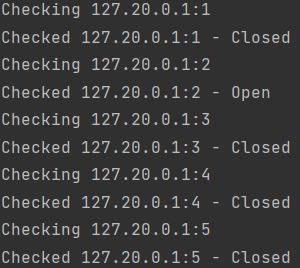 Checking 127.20.0.1:1
Checked 127.20.0.1:1 - Closed
Checking 127.20.0.1:2
Checked 127.20.0.1:2 - Open
Checking 127.20.0.1:3
Checked 127.20.0.1:3 - Closed
Checking 127.20.0.1:4
Checked 127.20.0.1:4 - Closed
Checking 127.20.0.1:5
Checked 127.20.0.1:5 - Closed